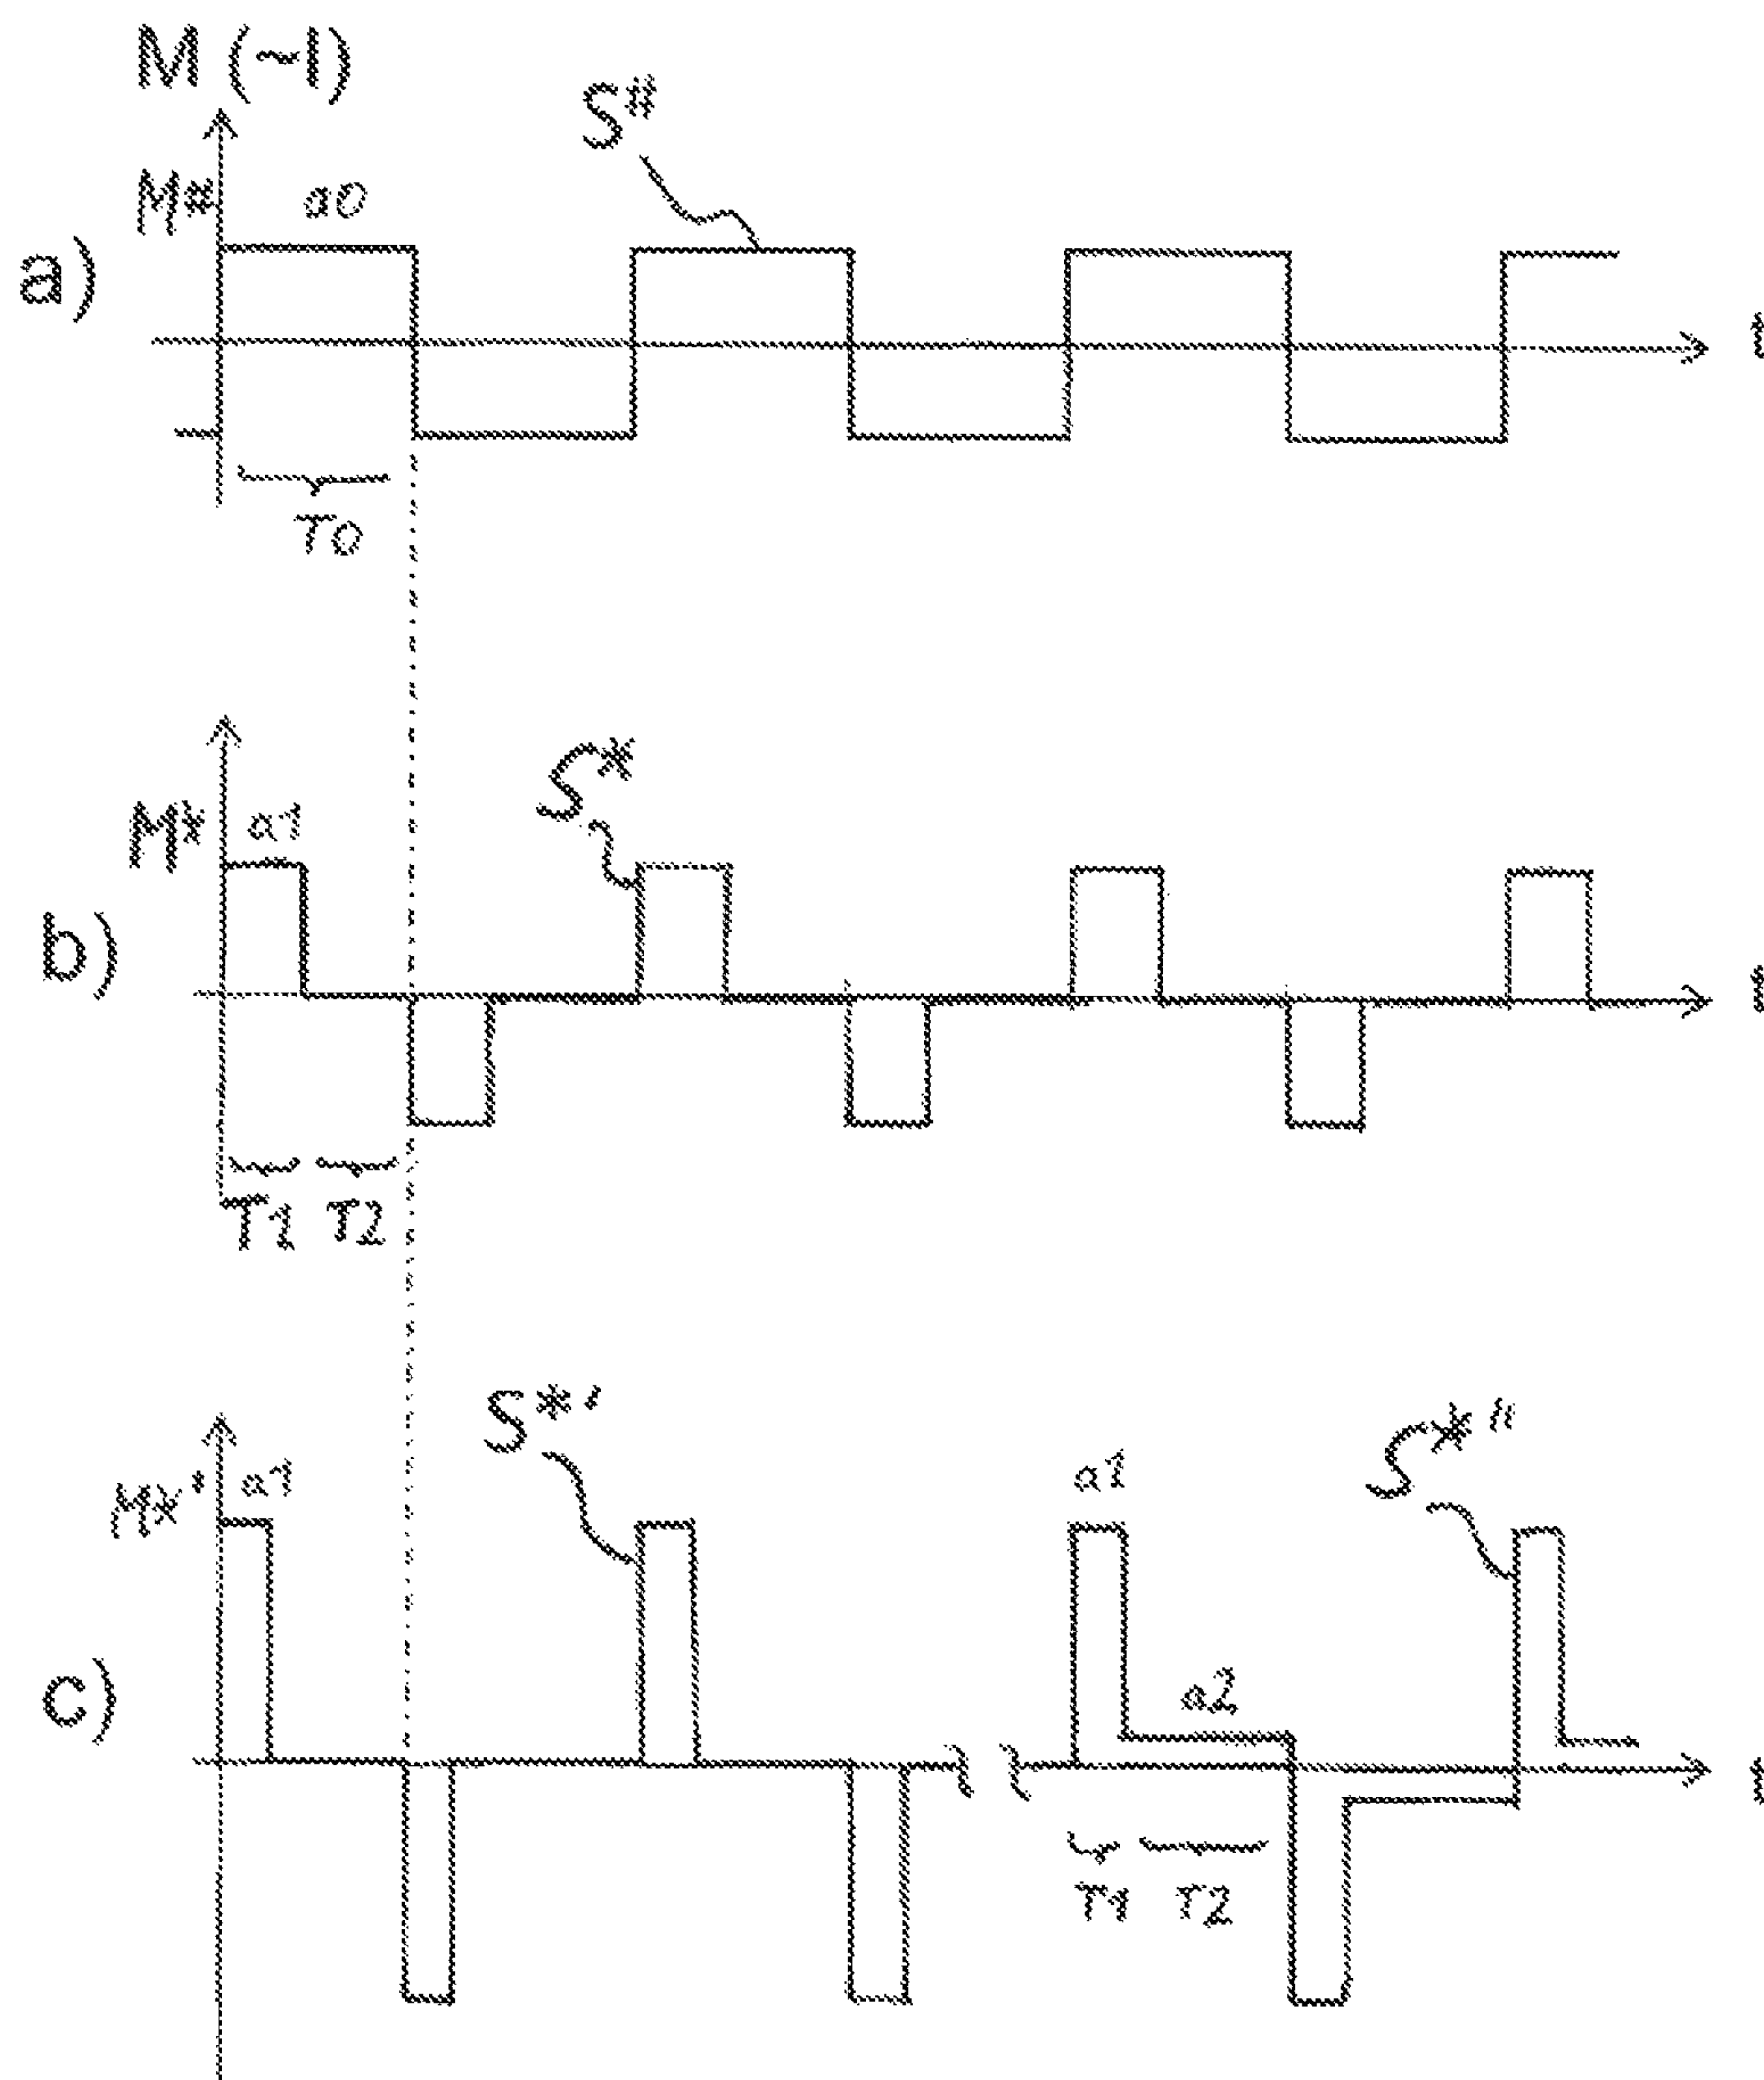 M (~I)
S#
M#
a0
a)
t
T0
S*
M*
a1
b)
t
T1 T2
S*'
S*"
M*'
a1
a1
a2
c)
t
T1 T2